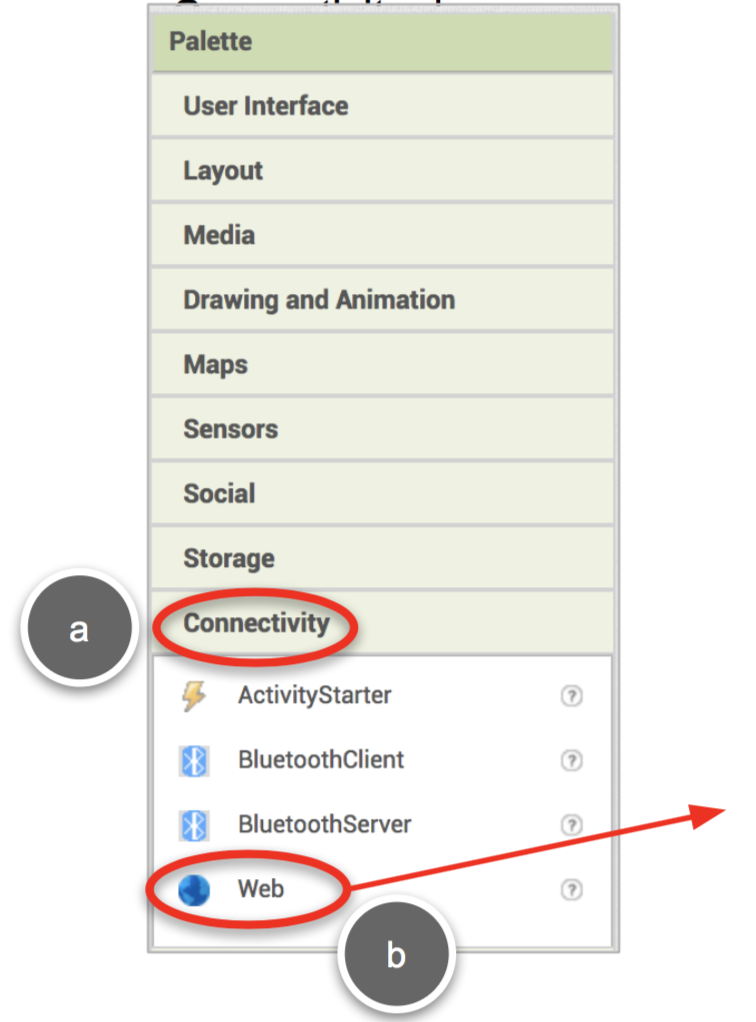 Palette
User Interface
Layout
Media
Drawing and Animation
Maps
Sensors
Social
Storage
a
Connectivity
ActivityStarter ?
BluetoothClient ?
BluetoothServer ?
Web ?
b